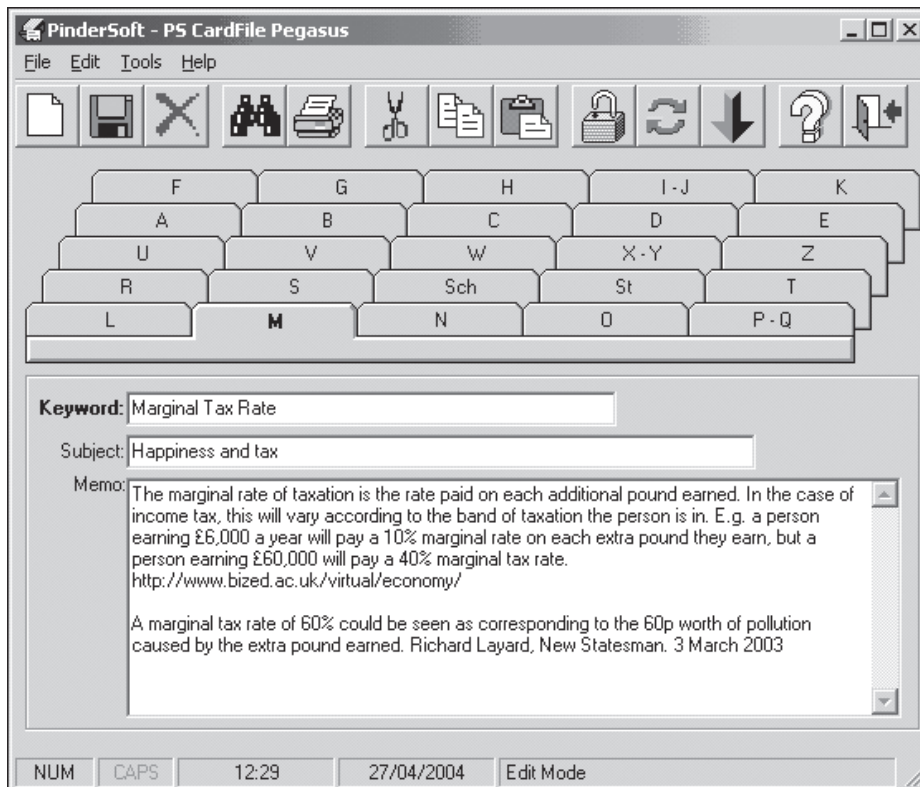 PinderSoft - PS CardFile Pegasus
File Edit Tools Help
F G H I - J K
A B C D E
U V W X - Y Z
R S Sch St T
L M N O P - Q
Keyword: Marginal Tax Rate
Subject: Happiness and tax
Memo: The marginal rate of taxation is the rate paid on each additional pound earned. In the case of
income tax, this will vary according to the band of taxation the person is in. E.g. a person
earning £6,000 a year will pay a 10% marginal rate on each extra pound they earn, but a
person earning £60,000 will pay a 40% marginal tax rate.
http://www.bized.ac.uk/virtual/economy/
A marginal tax rate of 60% could be seen as corresponding to the 60p worth of pollution
caused by the extra pound earned. Richard Layard, New Statesman. 3 March 2003
NUM CAPS 12:29 27/04/2004 Edit Mode